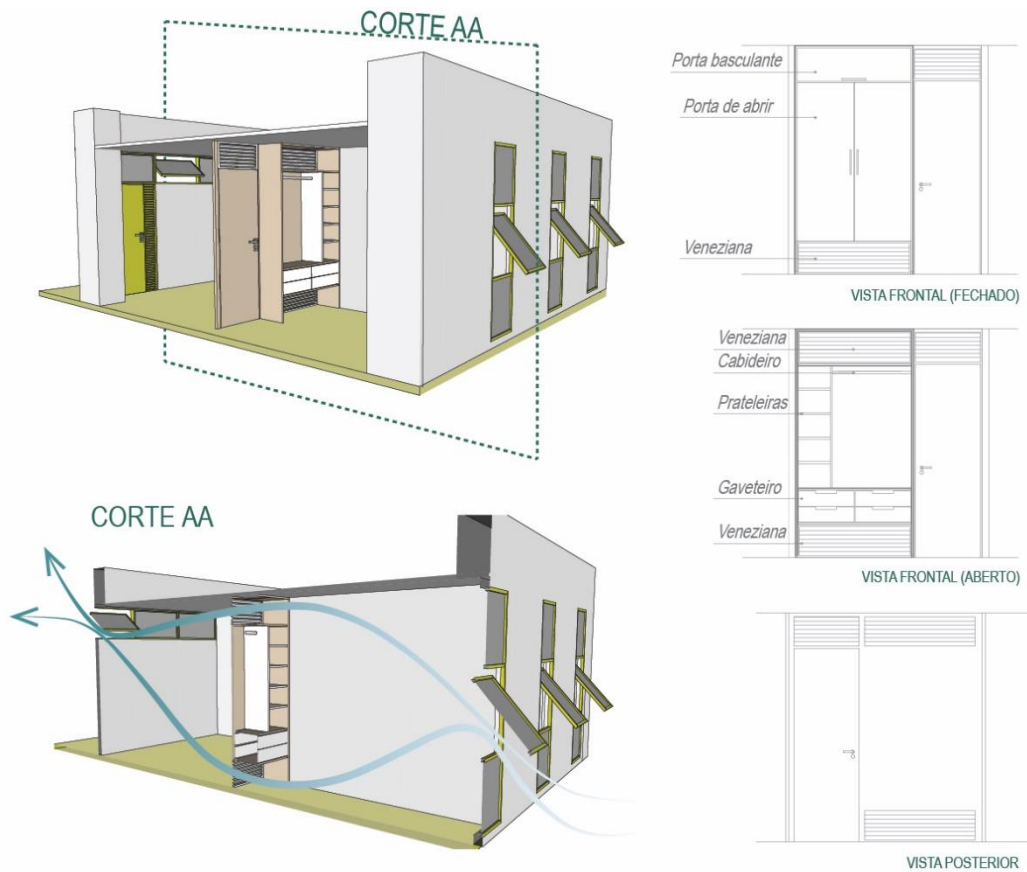 CORTE AA
Porta basculante
Porta de abrir
Veneziana
VISTA FRONTAL (FECHADO)
Veneziana
Cabideiro
Prateleiras
Gaveteiro
Veneziana
VISTA FRONTAL (ABERTO)
CORTE AA
VISTA POSTERIOR